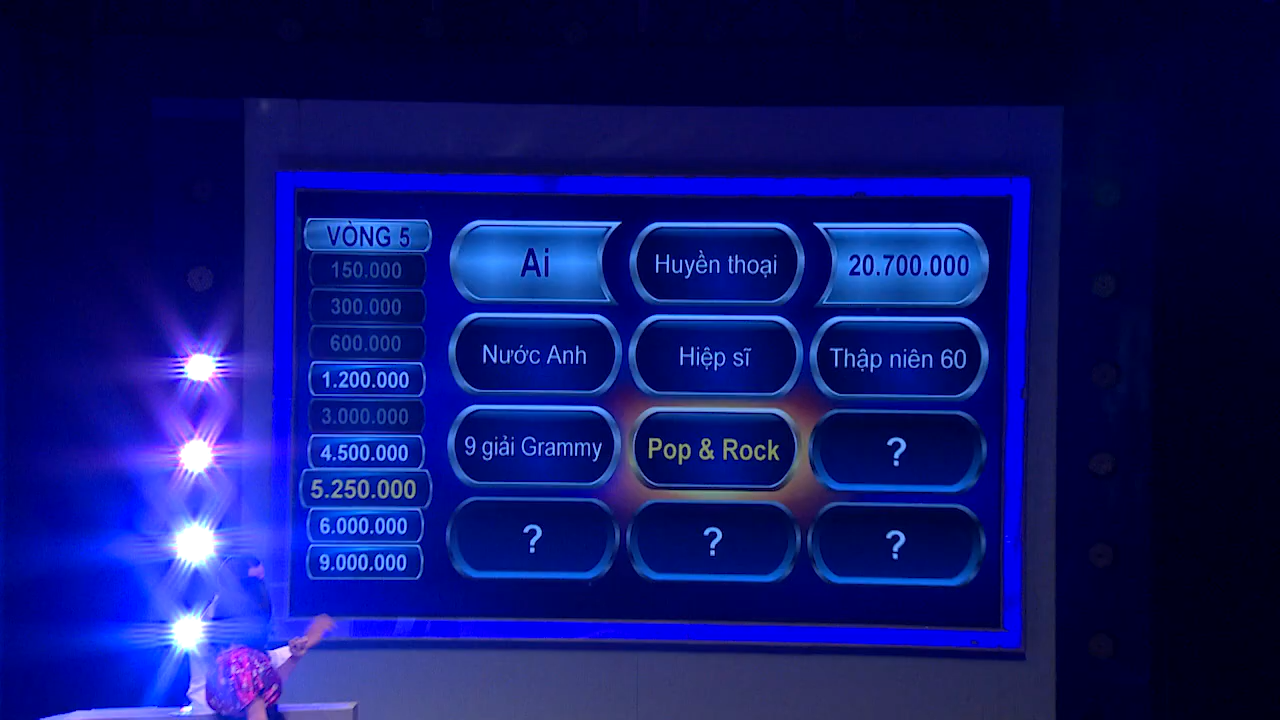 VÒNG 5
150.000
300.000
600.000
1.200.000
3.000.000
4.500.000
5.250.000
6.000.000
9.000.000
Ai
Huyền thoại
20.700.000
Nước Anh
Hiệp sĩ
Thập niên 60
9 giải Grammy
Pop & Rock
?
?
?
?